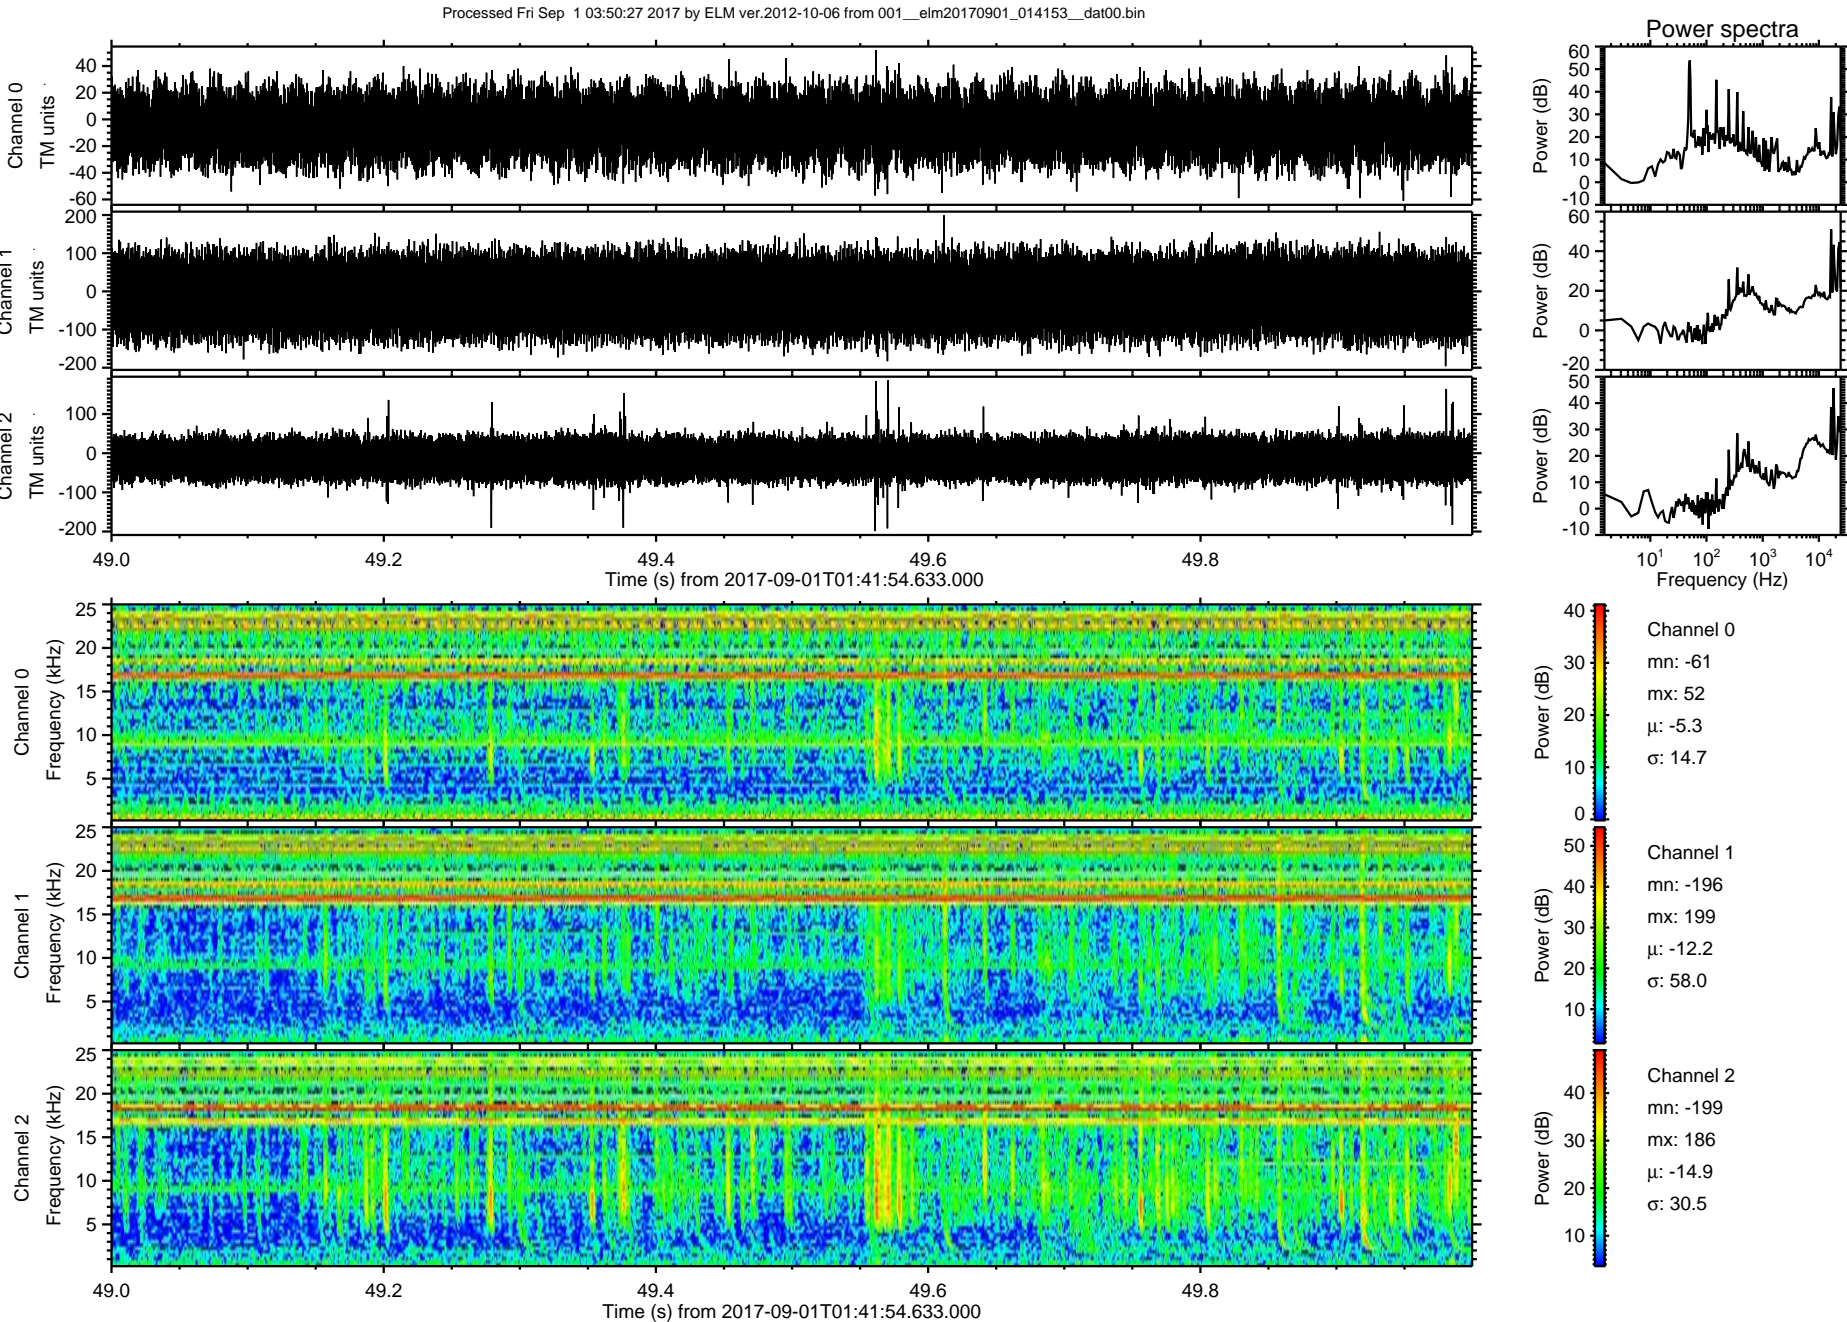 Processed Fri Sep 1 03:50:27 2017 by ELM ver.2012-10-06 from 001__elm20170901_014153__dat00.bin
Power spectra
Channel 0
TM units
40
20
0
-20
-40
-60
Power (dB)
60
50
40
30
20
10
0
-10
Channel 1
TM units
200
100
0
-100
-200
Power (dB)
60
40
20
0
-20
Channel 2
TM units
100
0
-100
-200
Power (dB)
50
40
30
20
10
0
-10
49.0 49.2 49.4 49.6 49.8
Time (s) from 2017-09-01T01:41:54.633.000
10^1 10^2 10^3 10^4
Frequency (Hz)
Channel 0
Frequency (kHz)
25
20
15
10
5
Power (dB)
40
30
20
10
0
Channel 0
mn: -61
mx: 52
μ: -5.3
σ: 14.7
Channel 1
Frequency (kHz)
25
20
15
10
5
Power (dB)
50
40
30
20
10
Channel 1
mn: -196
mx: 199
μ: -12.2
σ: 58.0
Channel 2
Frequency (kHz)
25
20
15
10
5
Power (dB)
40
30
20
10
Channel 2
mn: -199
mx: 186
μ: -14.9
σ: 30.5
49.0 49.2 49.4 49.6 49.8
Time (s) from 2017-09-01T01:41:54.633.000